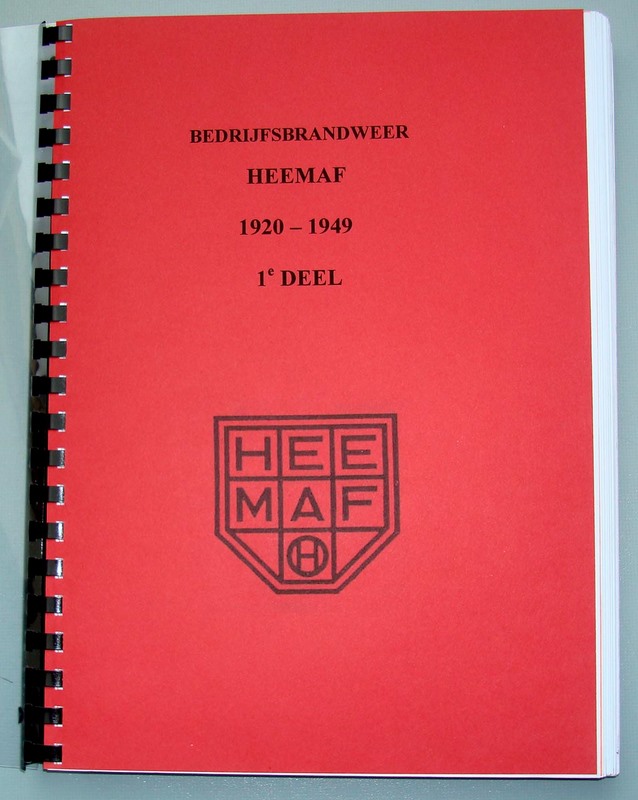 BEDRIJFSBRANDWEER
HEEMAF
1920 – 1949
1e DEEL
HEE
MAF
H